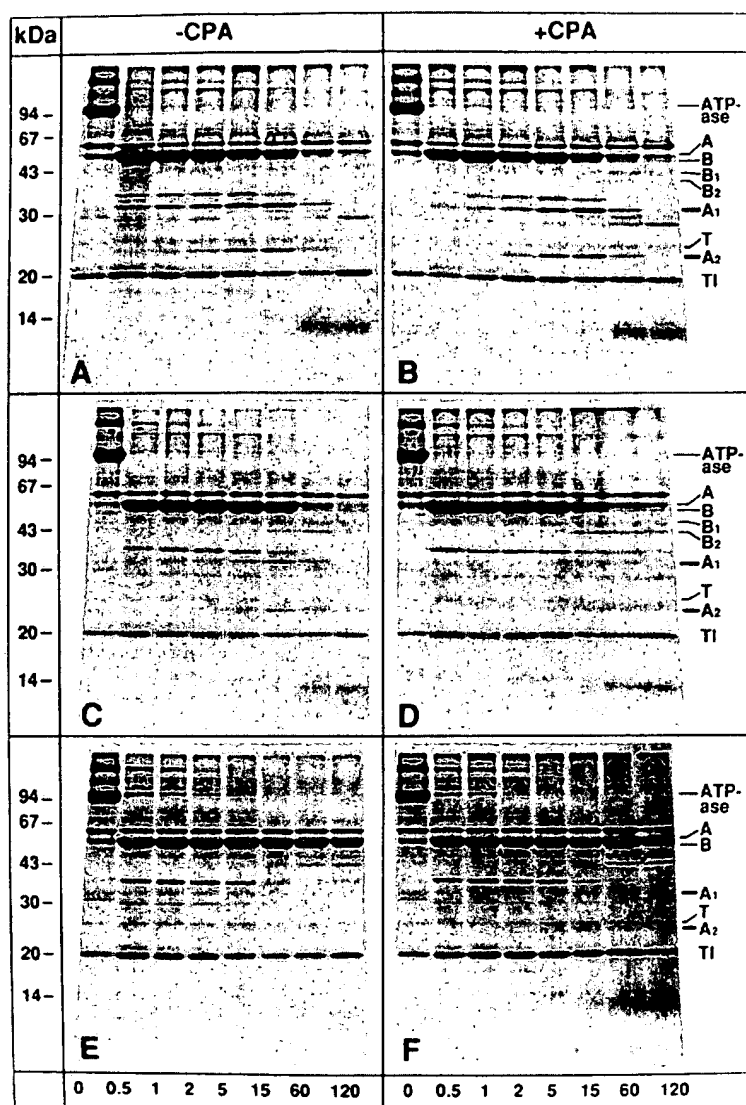 kDa -CPA +CPA
94 –
67 –
43 –
30 –
20 –
14 –
A
B
ATP-
ase
A
B
B1
B2
A1
T
A2
TI
94 –
67 –
43 –
30 –
20 –
14 –
C
D
ATP-
ase
A
B
B1
B2
A1
T
A2
TI
94 –
67 –
43 –
30 –
20 –
14 –
E
F
ATP-
ase
A
B
A1
T
A2
TI
0 0.5 1 2 5 15 60 120 0 0.5 1 2 5 15 60 120